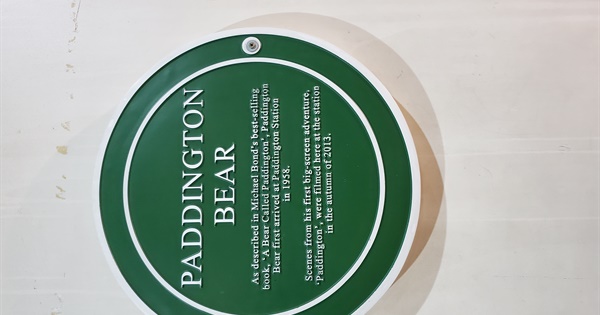 PADDINGTON
BEAR
As described in Michael Bond's best-selling
book, 'A Bear Called Paddington', Paddington
Bear first arrived at Paddington Station
in 1958.
Scenes from his first big-screen adventure,
'Paddington', were filmed here at the station
in the autumn of 2013.